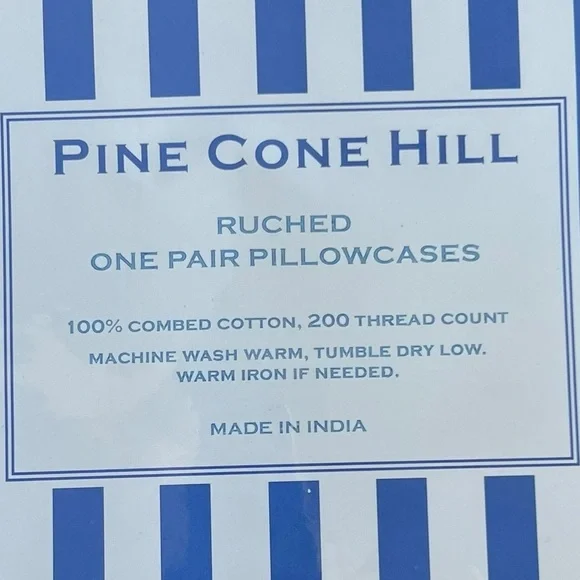 PINE CONE HILL
RUCHED
ONE PAIR PILLOWCASES
100% COMBED COTTON, 200 THREAD COUNT
MACHINE WASH WARM, TUMBLE DRY LOW.
WARM IRON IF NEEDED.
MADE IN INDIA